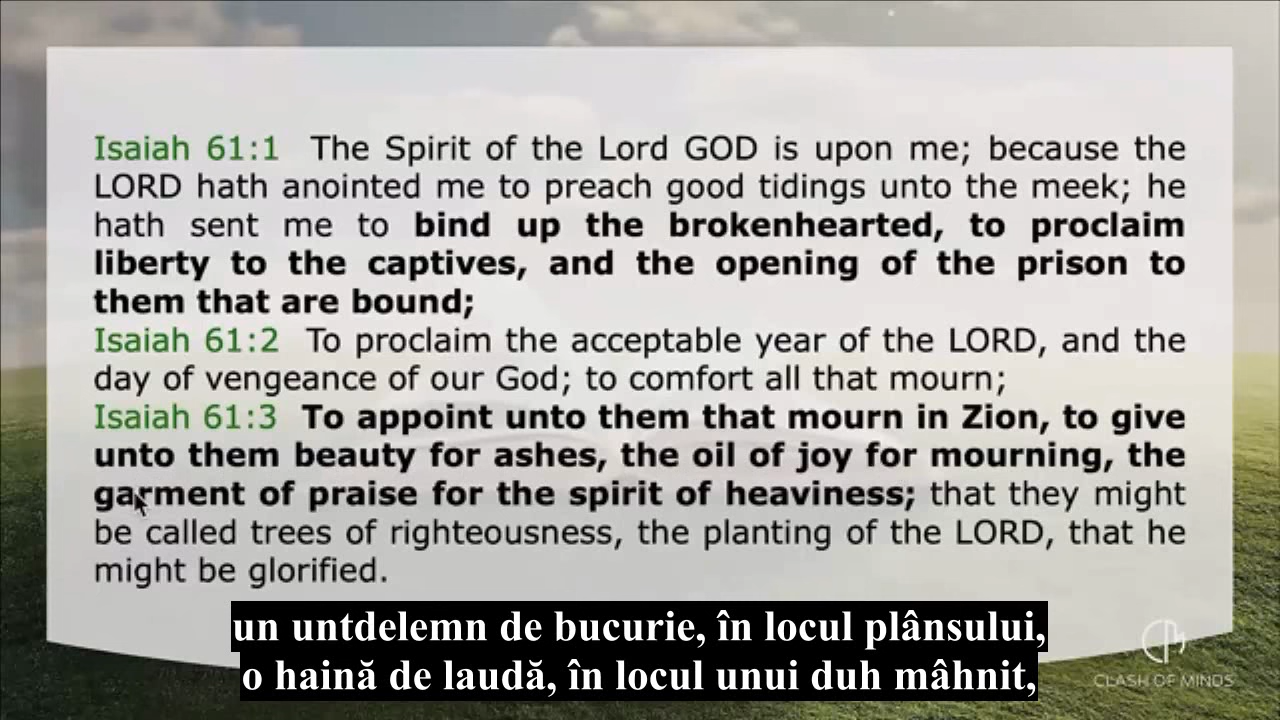 Isaiah 61:1 The Spirit of the Lord GOD is upon me; because the
LORD hath anointed me to preach good tidings unto the meek; he
hath sent me to bind up the brokenhearted, to proclaim
liberty to the captives, and the opening of the prison to
them that are bound;
Isaiah 61:2 To proclaim the acceptable year of the LORD, and the
day of vengeance of our God; to comfort all that mourn;
Isaiah 61:3 To appoint unto them that mourn in Zion, to give
unto them beauty for ashes, the oil of joy for mourning, the
garment of praise for the spirit of heaviness; that they might
be called trees of righteousness, the planting of the LORD, that he
might be glorified.
un untdelemn de bucurie, în locul plânsului,
o haină de laudă, în locul unui duh mâhnit,
CLASH OF MINDS